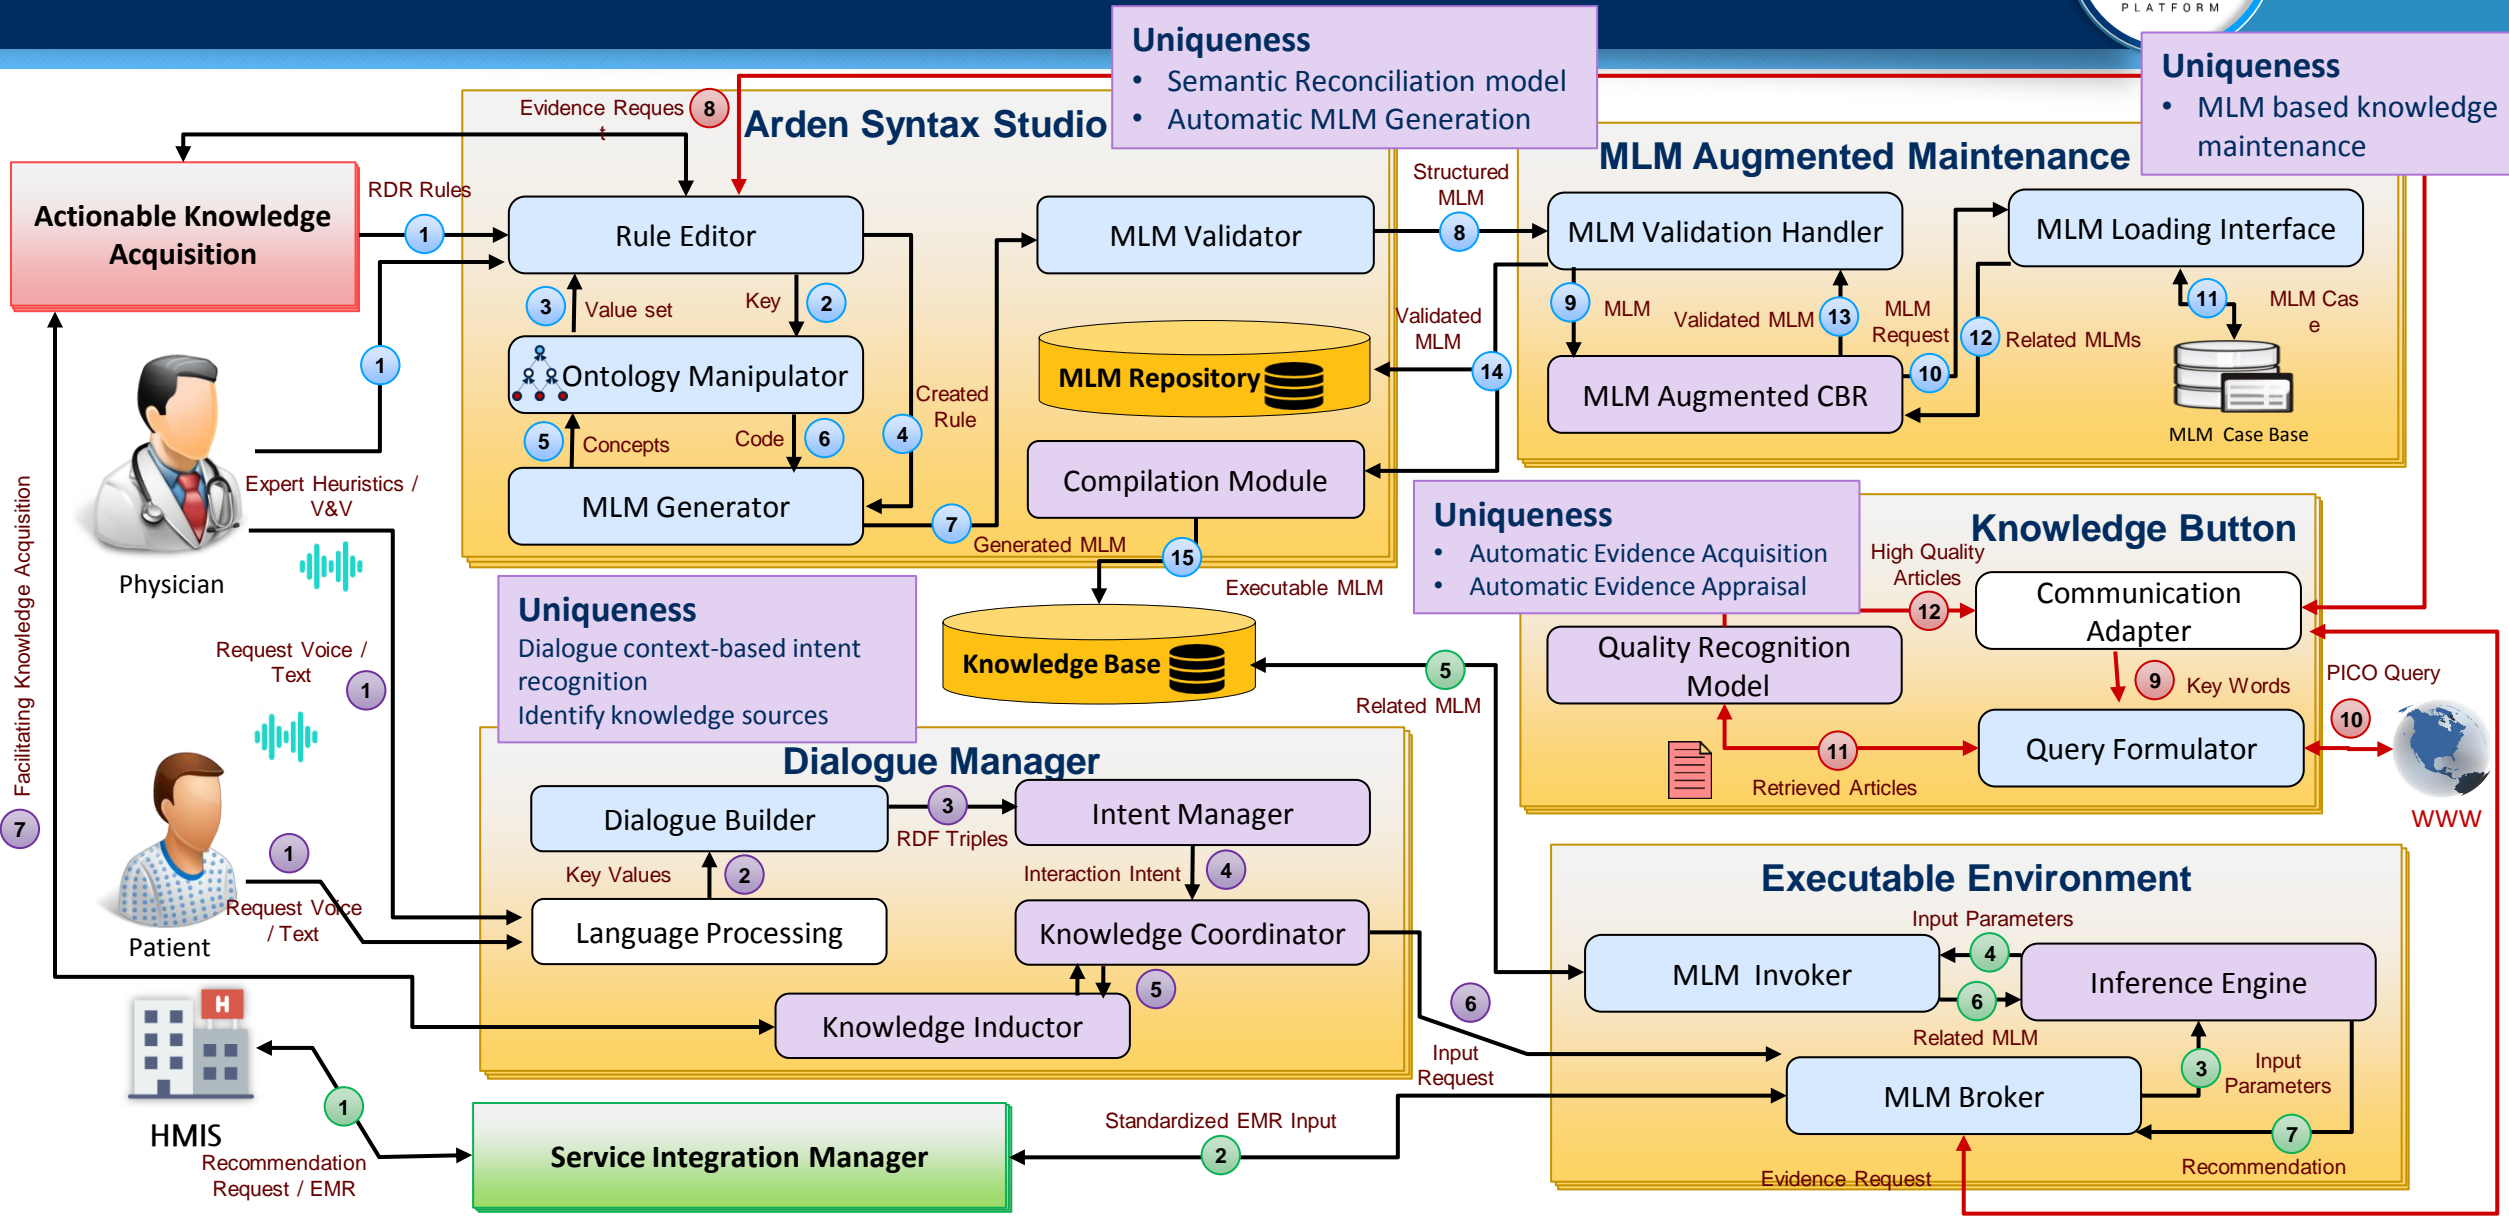 PLATFORM
Uniqueness
• Semantic Reconciliation model
• Automatic MLM Generation
Uniqueness
• MLM based knowledge
maintenance
Evidence Reques
t
8
Arden Syntax Studio
MLM Augmented Maintenance
Actionable Knowledge
Acquisition
RDR Rules
1
Rule Editor
MLM Validator
Structured
MLM
8
MLM Validation Handler
MLM Loading Interface
3
Value set
Key
2
9
MLM
Validated MLM
13
MLM
Request
12
Related MLMs
11
MLM Cas
e
Validated
MLM
14
1
Ontology Manipulator
MLM Repository
MLM Augmented CBR
10
MLM Case Base
Created
Rule
4
5
Concepts
Code
6
Compilation Module
MLM Generator
7
Generated MLM
15
Executable MLM
Expert Heuristics /
V&V
Physician
Facilitating Knowledge Acquisition
7
Request Voice /
Text
1
Uniqueness
Dialogue context-based intent
recognition
Identify knowledge sources
Knowledge Base
5
Related MLM
Uniqueness
• Automatic Evidence Acquisition
• Automatic Evidence Appraisal
Knowledge Button
High Quality
Articles
12
Communication
Adapter
Quality Recognition
Model
9
Key Words
PICO Query
10
11
Retrieved Articles
Query Formulator
WWW
Dialogue Manager
Dialogue Builder
3
RDF Triples
Intent Manager
Key Values
2
Interaction Intent
4
Language Processing
Knowledge Coordinator
5
Knowledge Inductor
1
Request Voice
/ Text
Patient
6
Input
Request
Executable Environment
Input Parameters
MLM Invoker
4
6
Related MLM
Inference Engine
3
Input
Parameters
MLM Broker
7
Recommendation
Evidence Request
HMIS
1
Recommendation
Request / EMR
Service Integration Manager
Standardized EMR Input
2